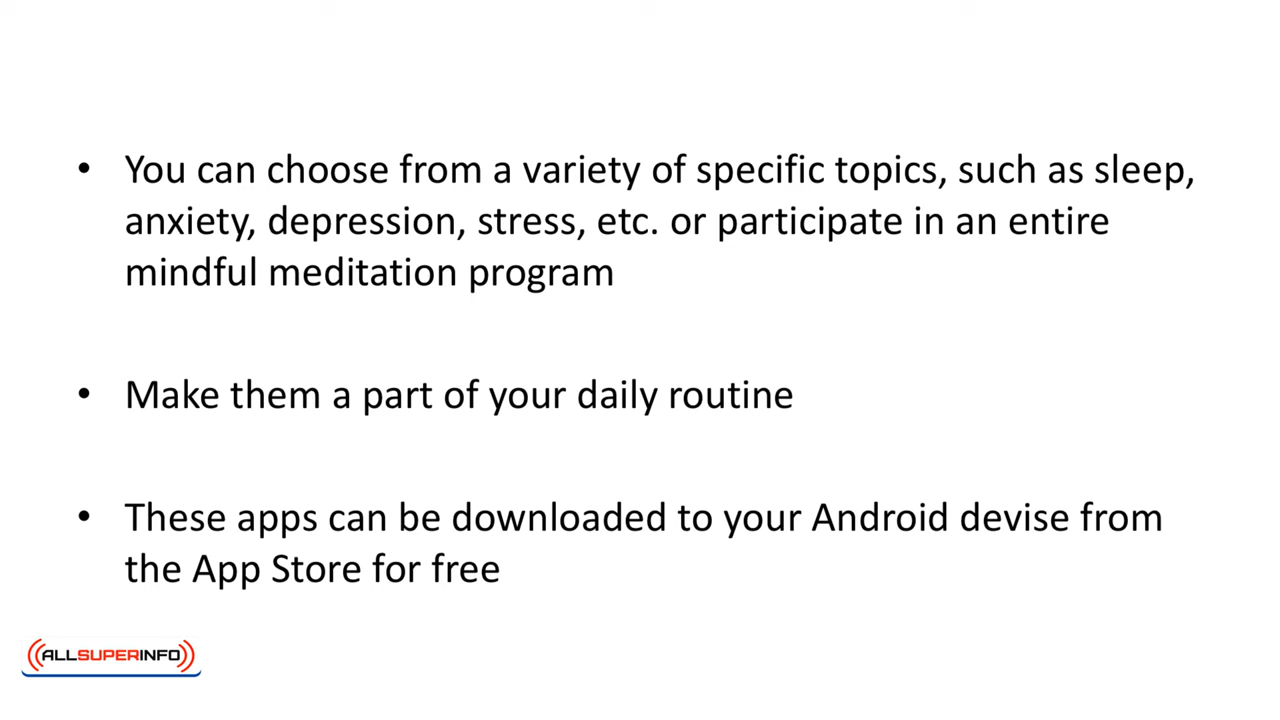 • You can choose from a variety of specific topics, such as sleep,
anxiety, depression, stress, etc. or participate in an entire
mindful meditation program
• Make them a part of your daily routine
• These apps can be downloaded to your Android devise from
the App Store for free
((ALLSUPERINFO))